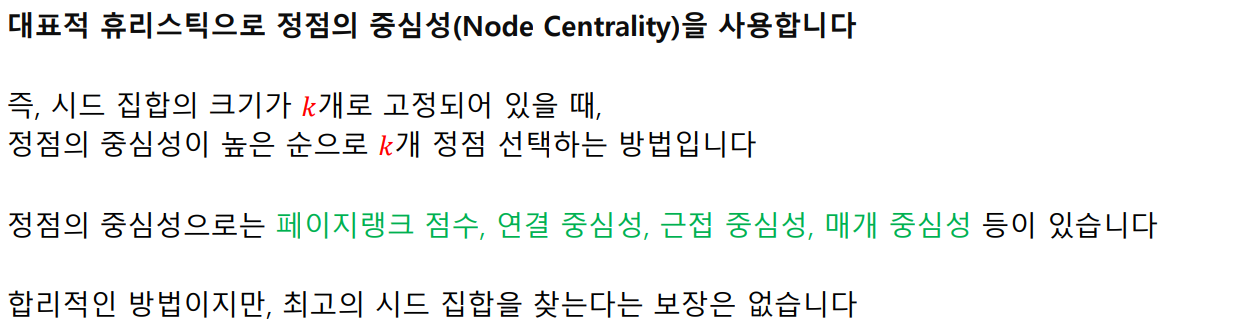 대표적 휴리스틱으로 정점의 중심성(Node Centrality)을 사용합니다
즉, 시드 집합의 크기가 k개로 고정되어 있을 때,
정점의 중심성이 높은 순으로 k개 정점 선택하는 방법입니다
정점의 중심성으로는 페이지랭크 점수, 연결 중심성, 근접 중심성, 매개 중심성 등이 있습니다
합리적인 방법이지만, 최고의 시드 집합을 찾는다는 보장은 없습니다